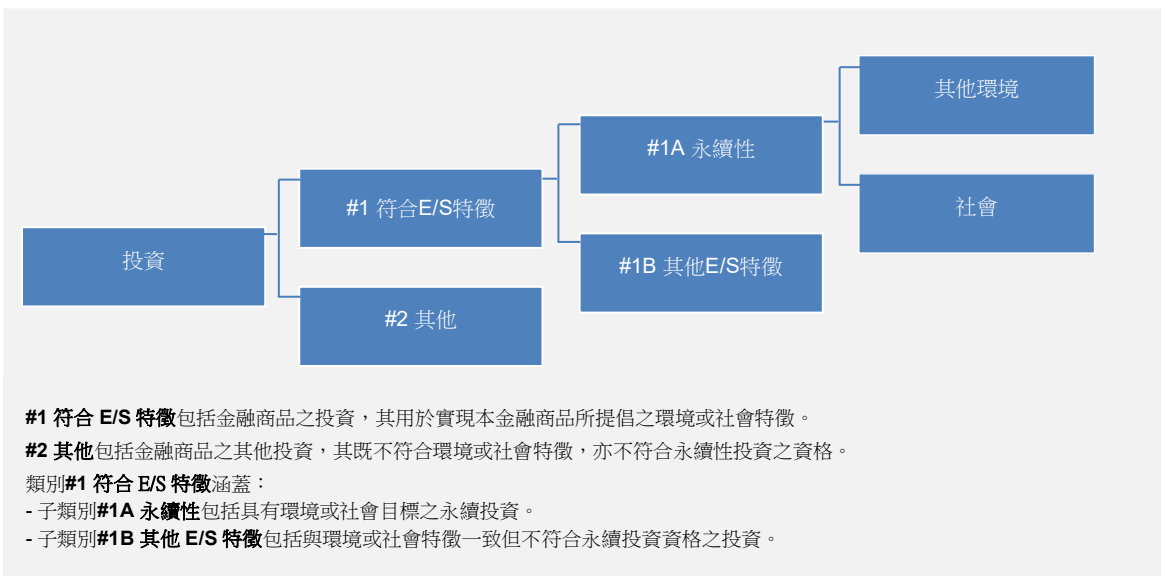 其他環境
#1A 永續性
#1 符合E/S特徵
社會
投資
#1B 其他E/S特徵
#2 其他
#1 符合 E/S 特徵包括金融商品之投資，其用於實現本金融商品所提倡之環境或社會特徵。
#2 其他包括金融商品之其他投資，其既不符合環境或社會特徵，亦不符合永續性投資之資格。
類別#1 符合 E/S 特徵涵蓋：
- 子類別#1A 永續性包括具有環境或社會目標之永續投資。
- 子類別#1B 其他 E/S 特徵包括與環境或社會特徵一致但不符合永續投資資格之投資。